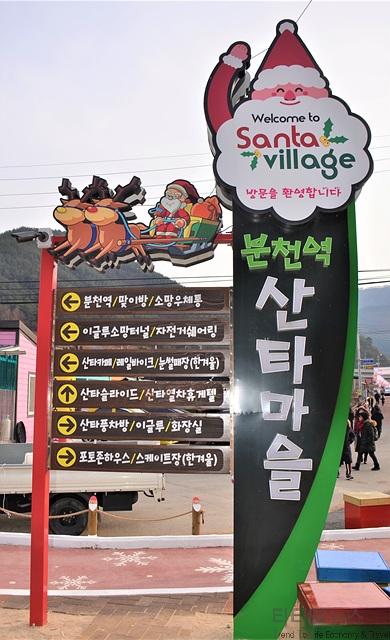 Welcome to
Santa
village
방문을 환영합니다
분천역
산타마을
분천역/맞이방/소망우체통
이글루소망터널/자전거쉐어링
산타카페/레일바이크/눈썰매장(한겨울)
산타슬라이드/산타열차휴게텔
산타풍차방/이글루/화장실
포토존하우스/스케이트장(한겨울)